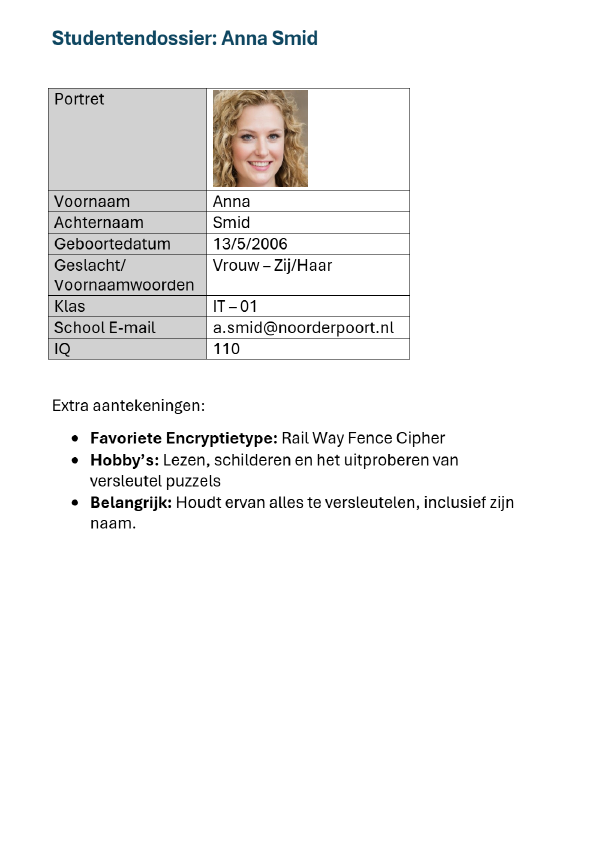 Studentendossier: Anna Smid
Portret
Voornaam Anna
Achternaam Smid
Geboortedatum 13/5/2006
Geslacht/ Vrouw – Zij/Haar
Voornaamwoorden
Klas IT – 01
School E-mail a.smid@noorderpoort.nl
IQ 110
Extra aantekeningen:
• Favoriete Encryptietype: Rail Way Fence Cipher
• Hobby's: Lezen, schilderen en het uitproberen van
versleutel puzzels
• Belangrijk: Houdt ervan alles te versleutelen, inclusief zijn
naam.